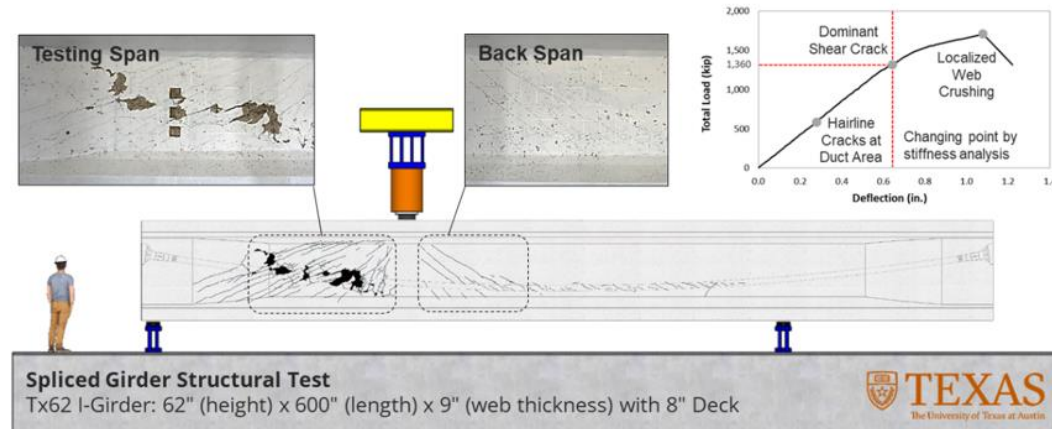 Testing Span
Back Span
Total Load (kip)
2,000
1,500
1,360
1,000
500
0
Dominant
Shear Crack
Localized
Web
Crushing
Hairline
Cracks at
Duct Area
Changing point by
stiffness analysis
0.0 0.2 0.4 0.6 0.8 1.0 1.2 1.4
Deflection (in.)
Spliced Girder Structural Test
Tx62 I-Girder: 62" (height) x 600" (length) x 9" (web thickness) with 8" Deck
TEXAS
The University of Texas at Austin